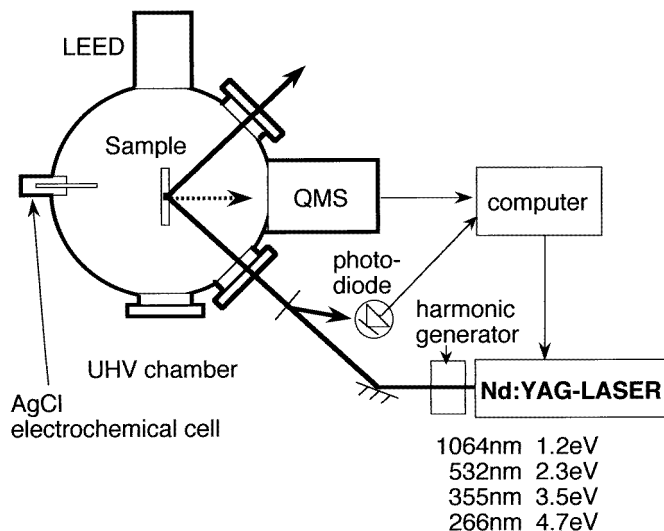 LEED
Sample
QMS
computer
photo-
diode
harmonic
generator
UHV chamber
Nd:YAG-LASER
AgCl
electrochemical cell
1064nm 1.2eV
532nm 2.3eV
355nm 3.5eV
266nm 4.7eV